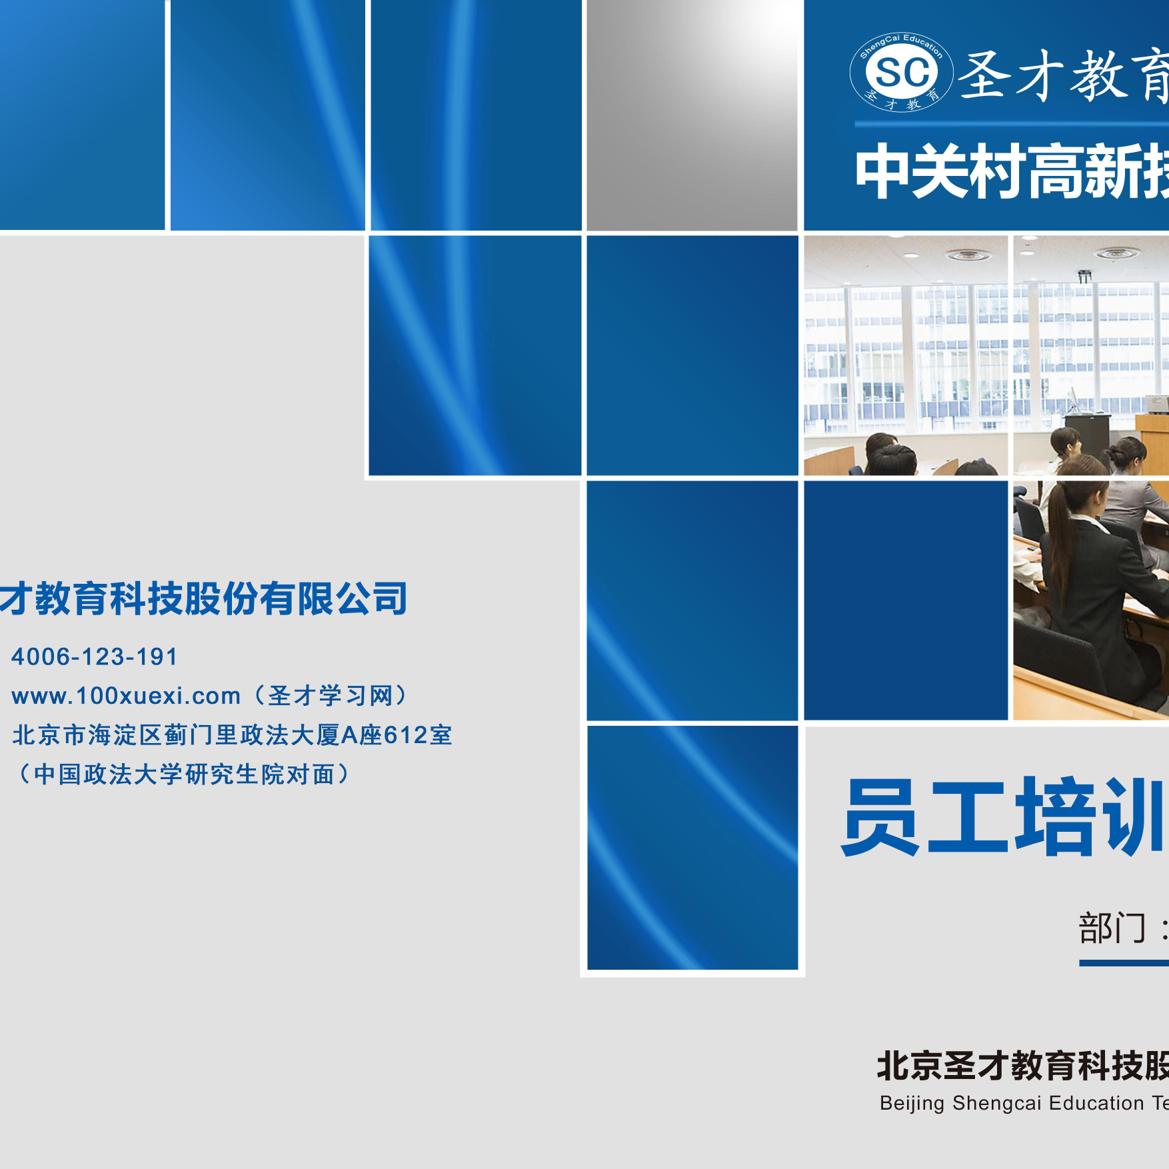 ShengCai Education
SC
圣才教育
圣才教育
中关村高新技
才教育科技股份有限公司
4006-123-191
www.100xuexi.com（圣才学习网）
北京市海淀区蓟门里政法大厦A座612室
（中国政法大学研究生院对面）
员工培训
部门：
北京圣才教育科技股
Beijing Shengcai Education Te